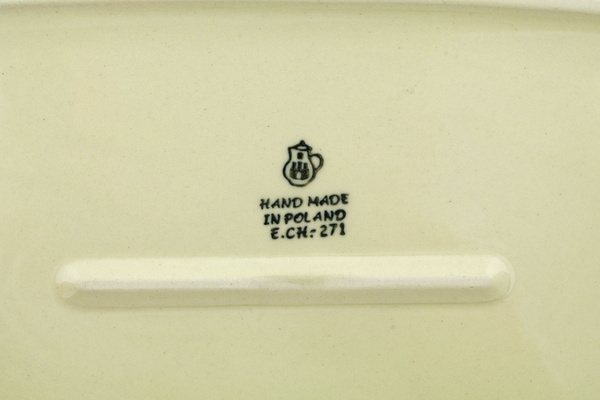 HAND MADE
IN POLAND
E.CH.- 271